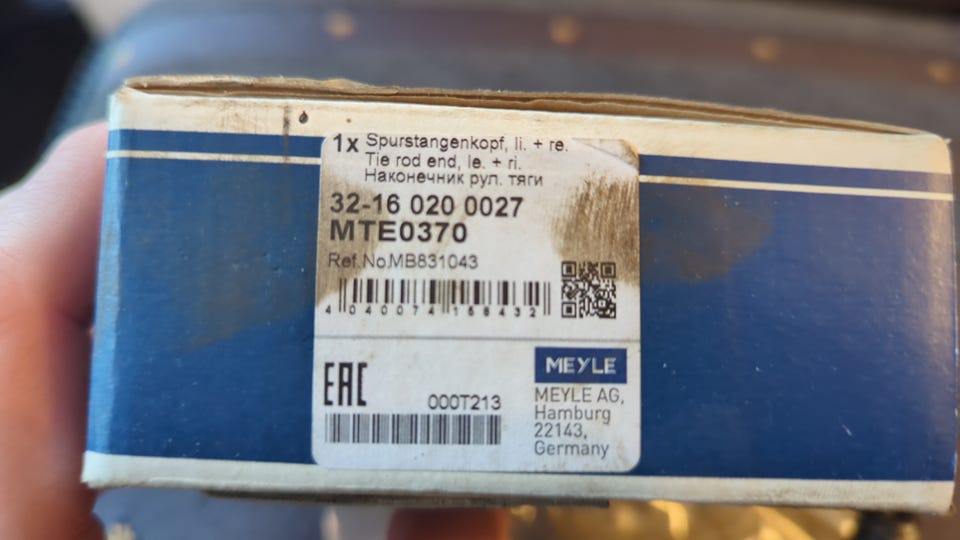 1x Spurstangenkopf, li. + re.
Tie rod end, le. + ri.
Наконечник рул. тяги
32-16 020 0027
MTE0370
Ref.No.MB831043
4 040074 158432
EAC
000T213
MEYLE
MEYLE AG,
Hamburg
22143,
Germany